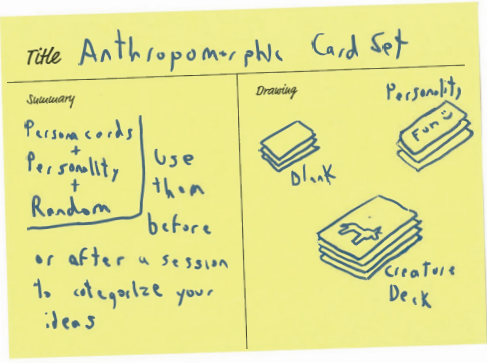 Title Anthropomorphic Card Set
Summary
Persona cards
+
Personality
+
Random
Use
them
before
or after a session
to categorize your
ideas
Drawing
Personality
Fun
Blank
Creature
Deck